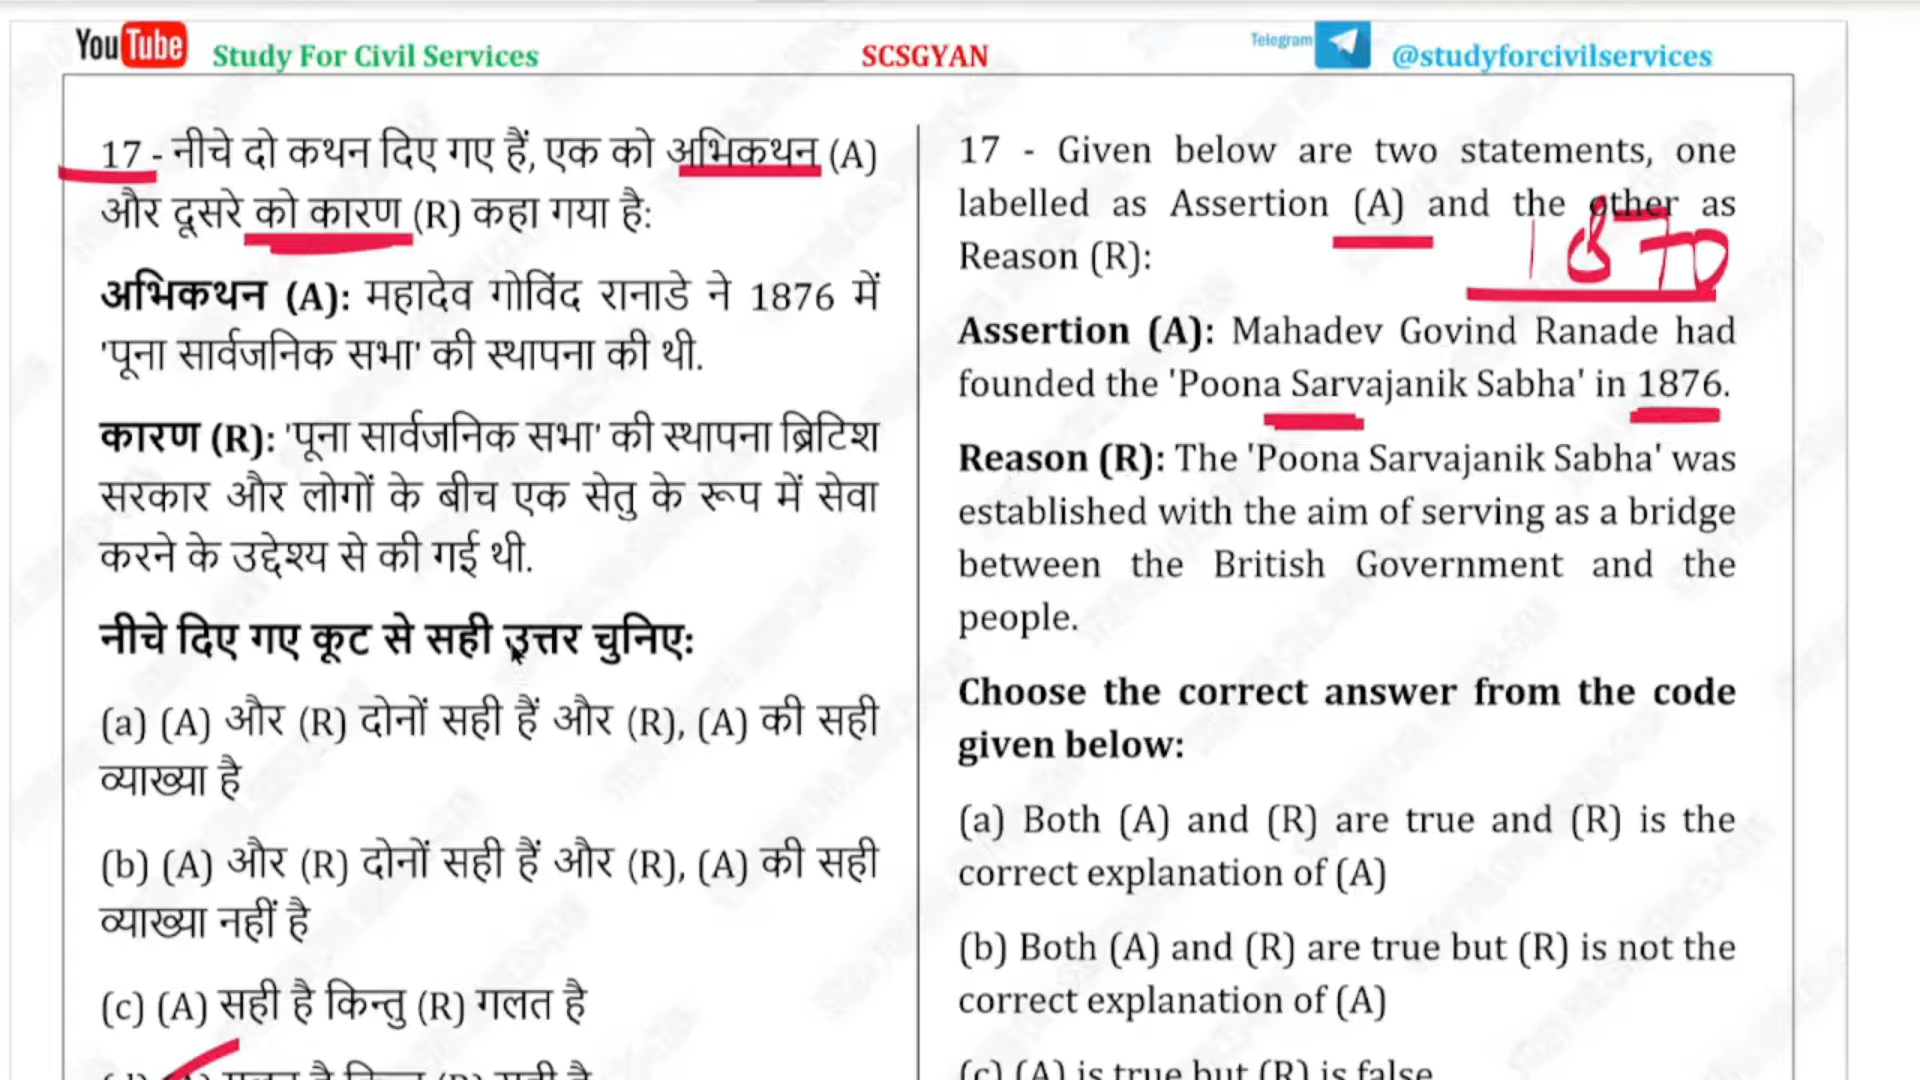 YouTube Study For Civil Services SCSGYAN Telegram @studyforcivilservices
17 - नीचे दो कथन दिए गए हैं, एक को अभिकथन (A)
और दूसरे को कारण (R) कहा गया है:
अभिकथन (A): महादेव गोविंद रानाडे ने 1876 में
'पूना सार्वजनिक सभा' की स्थापना की थी.
कारण (R): 'पूना सार्वजनिक सभा' की स्थापना ब्रिटिश
सरकार और लोगों के बीच एक सेतु के रूप में सेवा
करने के उद्देश्य से की गई थी.
नीचे दिए गए कूट से सही उत्तर चुनिए:
(a) (A) और (R) दोनों सही हैं और (R), (A) की सही
व्याख्या है
(b) (A) और (R) दोनों सही हैं और (R), (A) की सही
व्याख्या नहीं है
(c) (A) सही है किन्तु (R) गलत है
(d) (A) गलत है किन्तु (R) सही है
17 - Given below are two statements, one
labelled as Assertion (A) and the other as
Reason (R):
1870
Assertion (A): Mahadev Govind Ranade had
founded the 'Poona Sarvajanik Sabha' in 1876.
Reason (R): The 'Poona Sarvajanik Sabha' was
established with the aim of serving as a bridge
between the British Government and the
people.
Choose the correct answer from the code
given below:
(a) Both (A) and (R) are true and (R) is the
correct explanation of (A)
(b) Both (A) and (R) are true but (R) is not the
correct explanation of (A)
(c) (A) is true but (R) is false